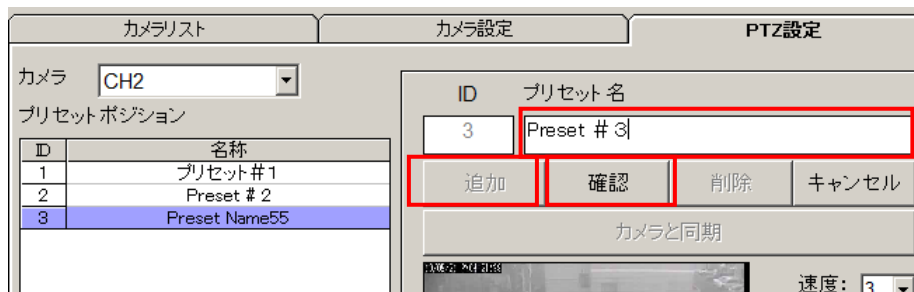 カメラリスト
カメラ設定
PTZ設定
カメラ
CH2
プリセットポジション
ID 名称
1 プリセット#1
2 Preset # 2
3 Preset Name55
ID プリセット 名
3 Preset # 3
追加 確認 削除 キャンセル
カメラと同期
速度: 3